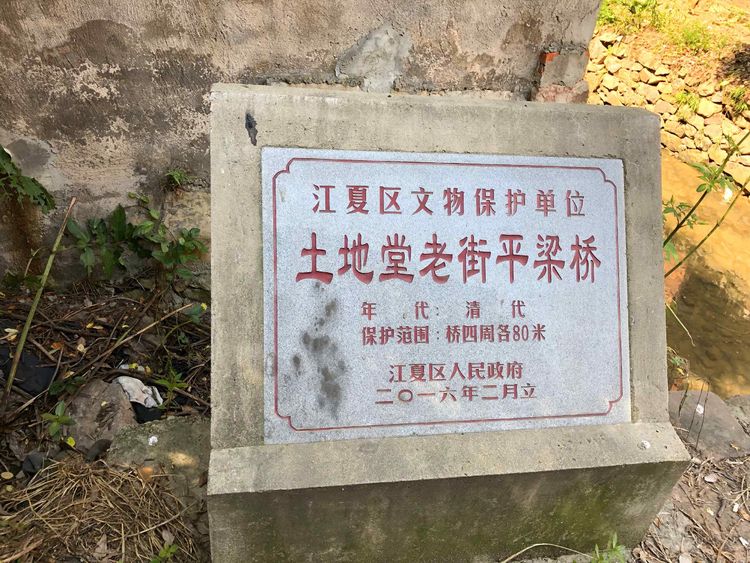 江夏区文物保护单位
土地堂老街平梁桥
年 代：清 代
保护范围：桥四周各80米
江夏区人民政府
二〇一六年二月立